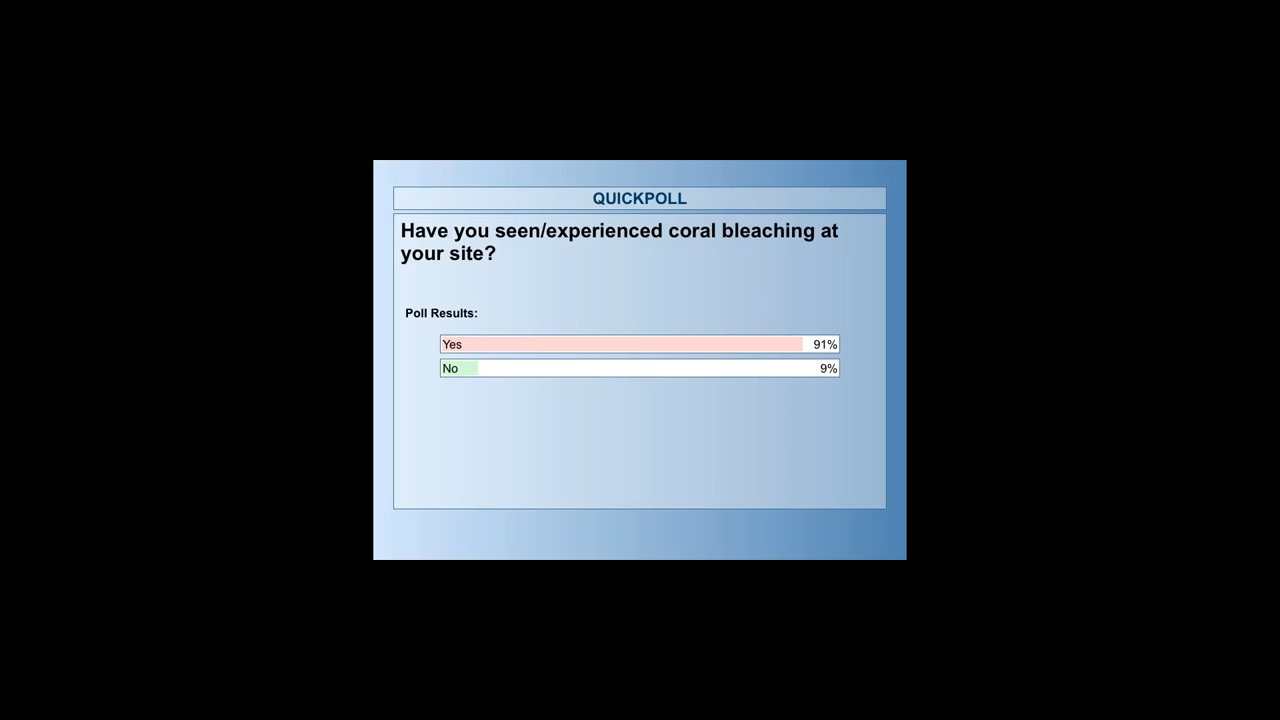 QUICKPOLL
Have you seen/experienced coral bleaching at
your site?
Poll Results:
Yes 91%
No 9%